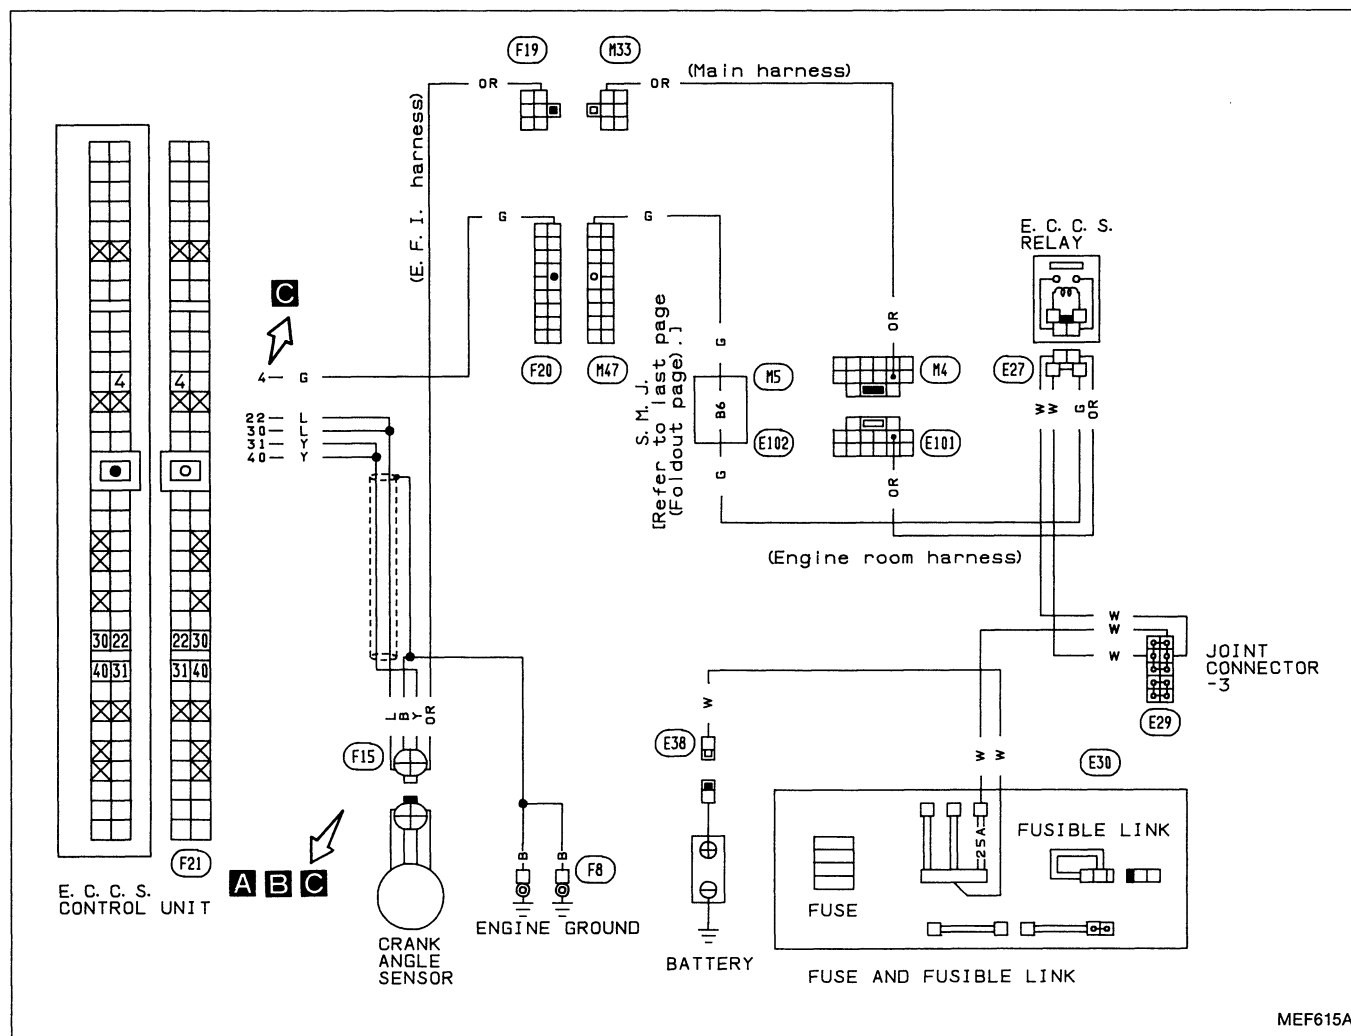 F19
M33
OR
OR
(Main harness)
(E. F. I. harness)
G
G
E. C. C. S.
RELAY
C
F20
M47
4
4
4
G
22
L
30
L
31
Y
40
Y
S. M. J.
[Refer to last page
(Foldout page).]
G
M5
B6
E102
G
OR
M4
E101
OR
E27
W
W
G
OR
(Engine room harness)
W
W
W
JOINT
CONNECTOR
-3
E29
30
22
22
30
40
31
31
40
L
B
Y
OR
F15
W
E38
W
W
E30
25A
FUSIBLE LINK
FUSE
F21
A B C
B
B
F8
E. C. C. S.
CONTROL UNIT
CRANK
ANGLE
SENSOR
ENGINE GROUND
BATTERY
FUSE AND FUSIBLE LINK
MEF615A